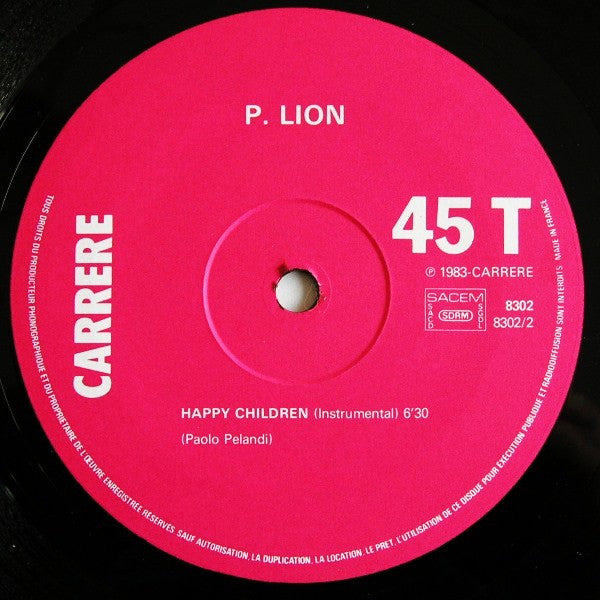 P. LION
CARRERE
45 T
℗ 1983-CARRERE
SACEM
SACD
SDRM
SGDL
8302
8302/2
HAPPY CHILDREN (Instrumental) 6'30
(Paolo Pelandi)
TOUS DROITS DU PRODUCTEUR PHONOGRAPHIQUE ET DU PROPRIETAIRE DE L'ŒUVRE ENREGISTREE RESERVES. SAUF AUTORISATION, LA DUPLICATION, LA LOCATION, LE PRET, L'UTILISATION DE CE DISQUE POUR EXECUTION PUBLIQUE ET RADIODIFFUSION SONT INTERDITS. MADE IN FRANCE